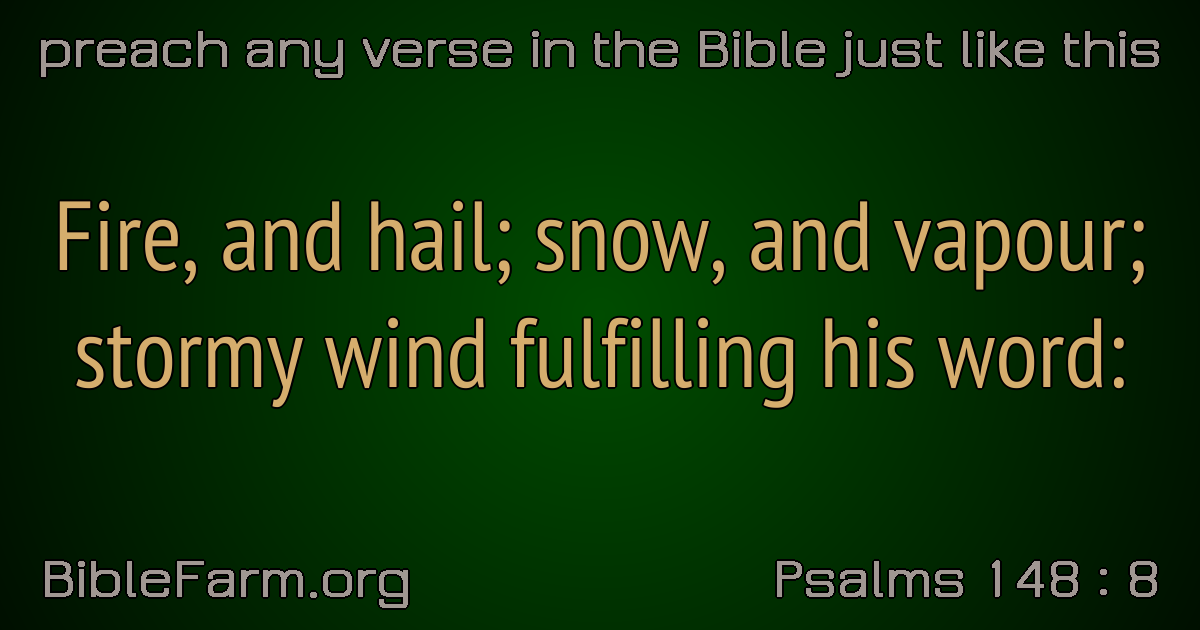 preach any verse in the Bible just like this
Fire, and hail; snow, and vapour;
stormy wind fulfilling his word:
BibleFarm.org
Psalms 148 : 8